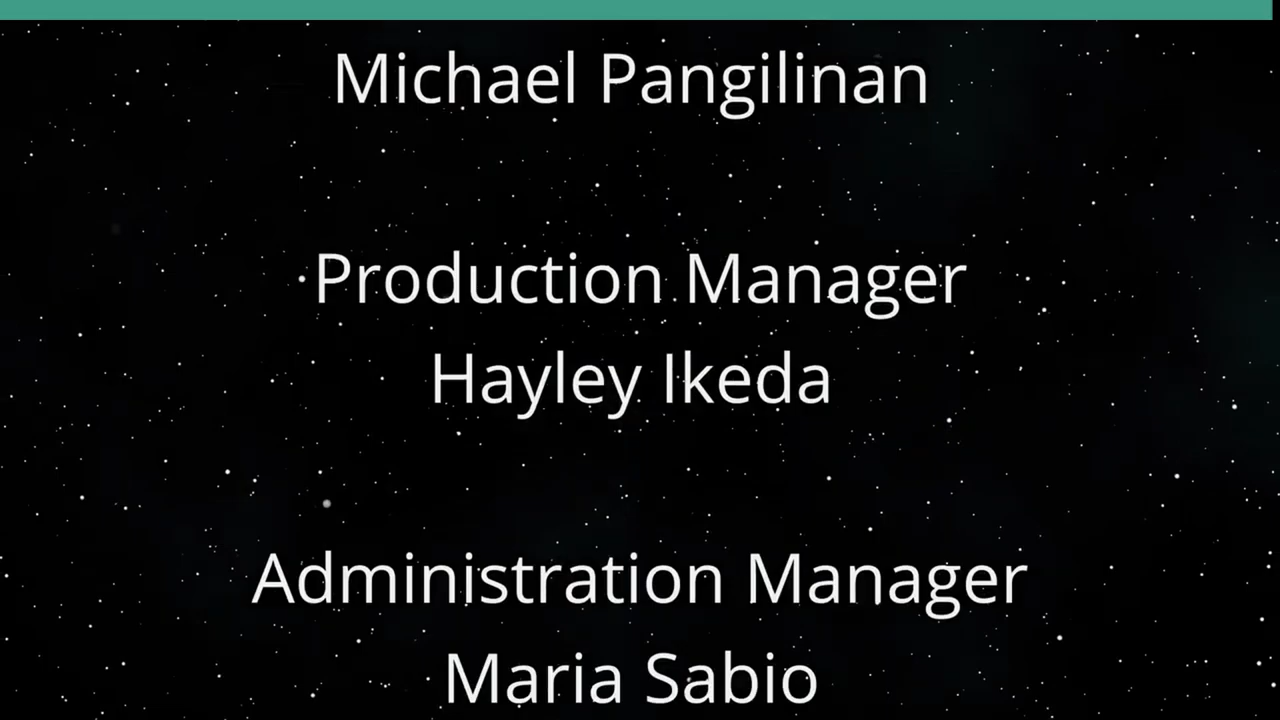 Michael Pangilinan
Production Manager
Hayley Ikeda
Administration Manager
Maria Sabio